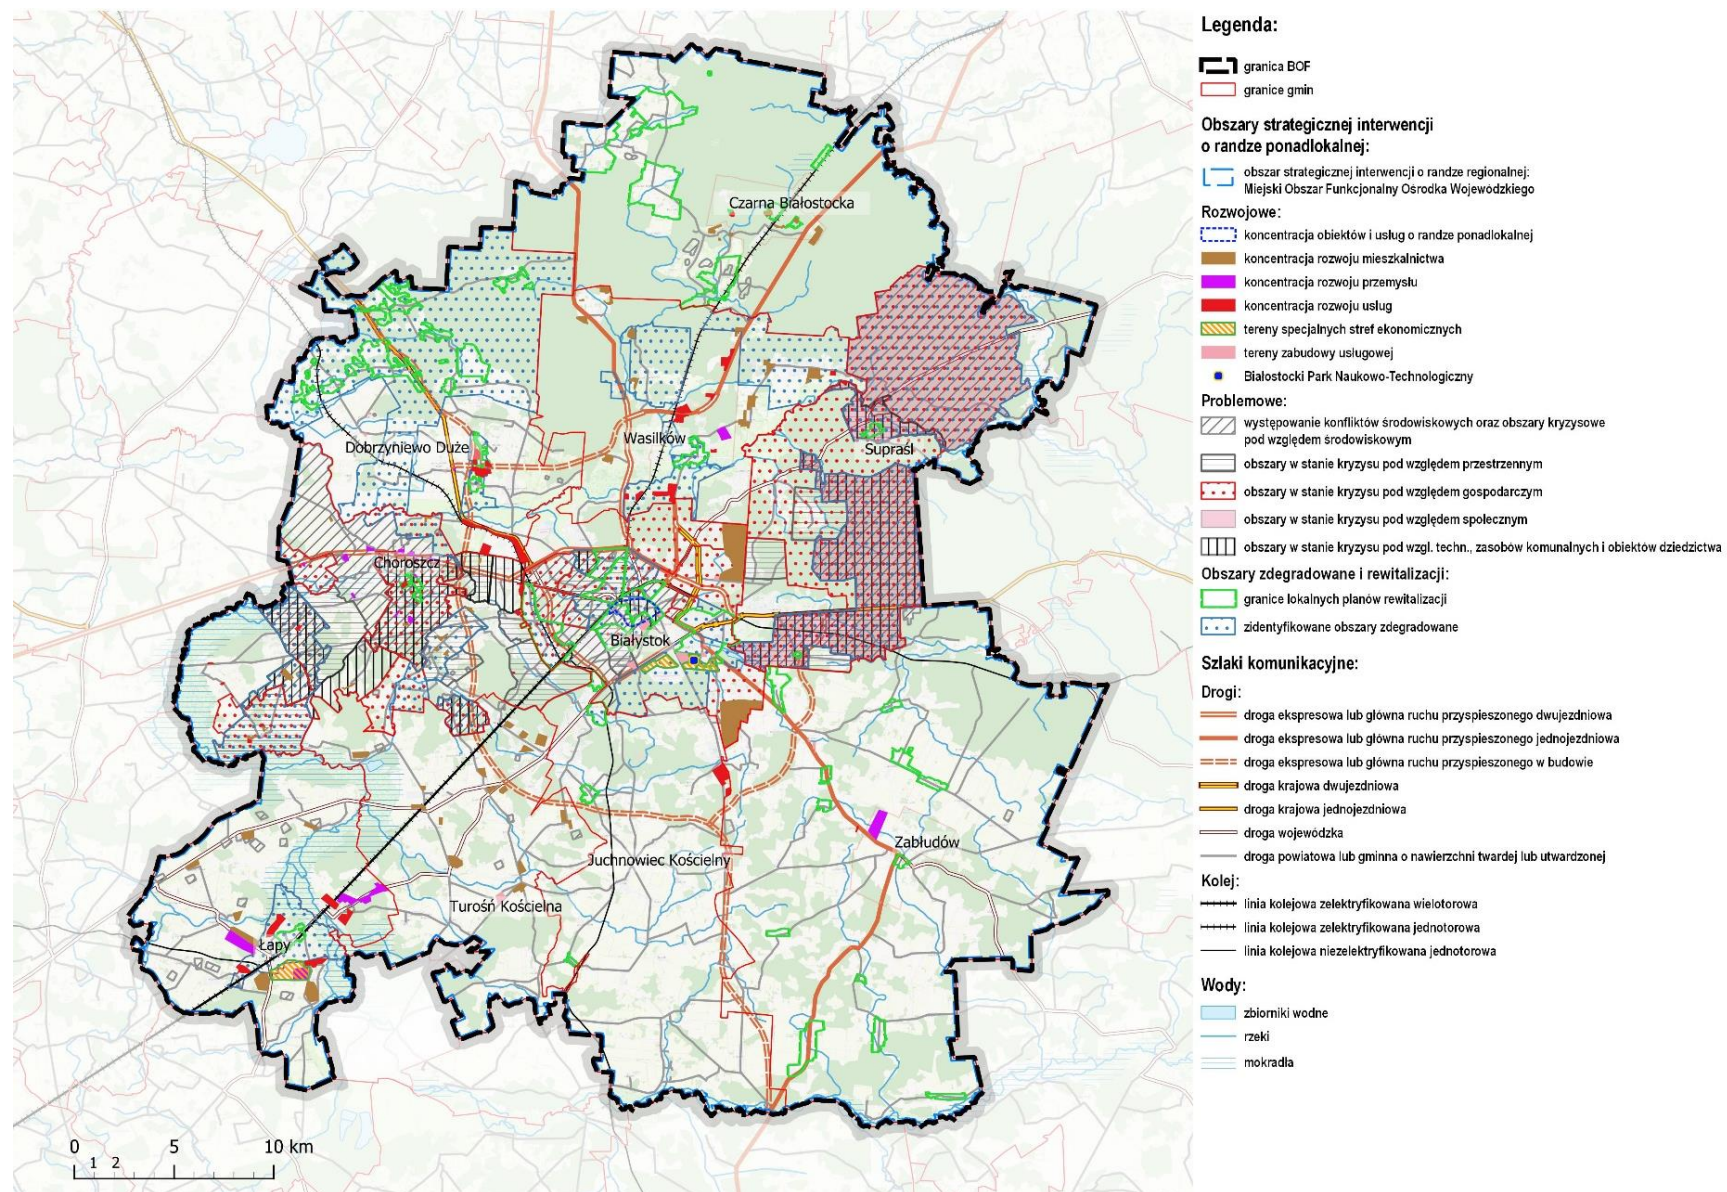 Czarna Białostocka
Dobrzyniewo Duże
Wasilków
Supraśl
Choroszcz
Białystok
Zabłudów
Juchnowiec Kościelny
Turośń Kościelna
Łapy
0 1 2 5 10 km
Legenda:
granica BOF
granice gmin
Obszary strategicznej interwencji
o randze ponadlokalnej:
obszar strategicznej interwencji o randze regionalnej:
Miejski Obszar Funkcjonalny Ośrodka Wojewódzkiego
Rozwojowe:
koncentracja obiektów i usług o randze ponadlokalnej
koncentracja rozwoju mieszkalnictwa
koncentracja rozwoju przemysłu
koncentracja rozwoju usług
tereny specjalnych stref ekonomicznych
tereny zabudowy usługowej
Białostocki Park Naukowo-Technologiczny
Problemowe:
występowanie konfliktów środowiskowych oraz obszary kryzysowe
pod względem środowiskowym
obszary w stanie kryzysu pod względem przestrzennym
obszary w stanie kryzysu pod względem gospodarczym
obszary w stanie kryzysu pod względem społecznym
obszary w stanie kryzysu pod wzgl. techn., zasobów komunalnych i obiektów dziedzictwa
Obszary zdegradowane i rewitalizacji:
granice lokalnych planów rewitalizacji
zidentyfikowane obszary zdegradowane
Szlaki komunikacyjne:
Drogi:
droga ekspresowa lub główna ruchu przyspieszonego dwujezdniowa
droga ekspresowa lub główna ruchu przyspieszonego jednojezdniowa
droga ekspresowa lub główna ruchu przyspieszonego w budowie
droga krajowa dwujezdniowa
droga krajowa jednojezdniowa
droga wojewódzka
droga powiatowa lub gminna o nawierzchni twardej lub utwardzonej
Kolej:
linia kolejowa zelektryfikowana wielotorowa
linia kolejowa zelektryfikowana jednotorowa
linia kolejowa niezelektryfikowana jednotorowa
Wody:
zbiorniki wodne
rzeki
mokradła